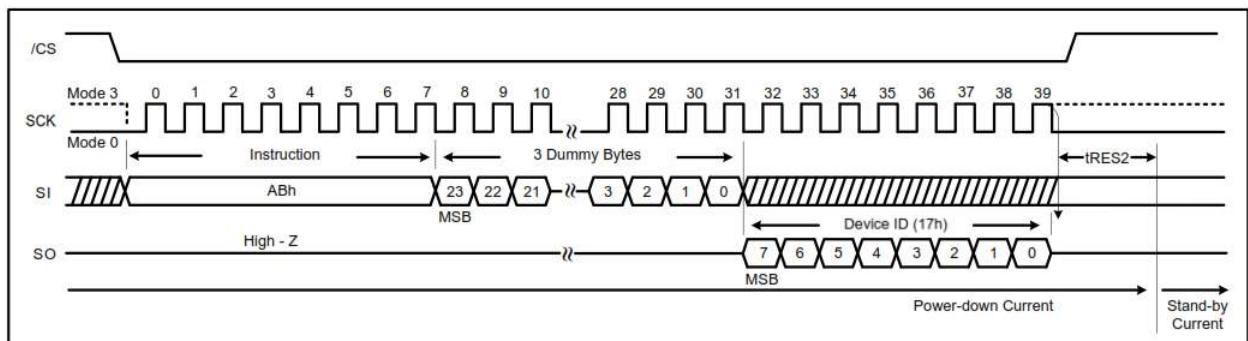 /CS
Mode 3 0 1 2 3 4 5 6 7 8 9 10 28 29 30 31 32 33 34 35 36 37 38 39
SCK
Mode 0
Instruction 3 Dummy Bytes tRES2
SI ABh 23 22 21 3 2 1 0
MSB
Device ID (17h)
High - Z
SO 7 6 5 4 3 2 1 0
MSB
Power-down Current Stand-by
Current